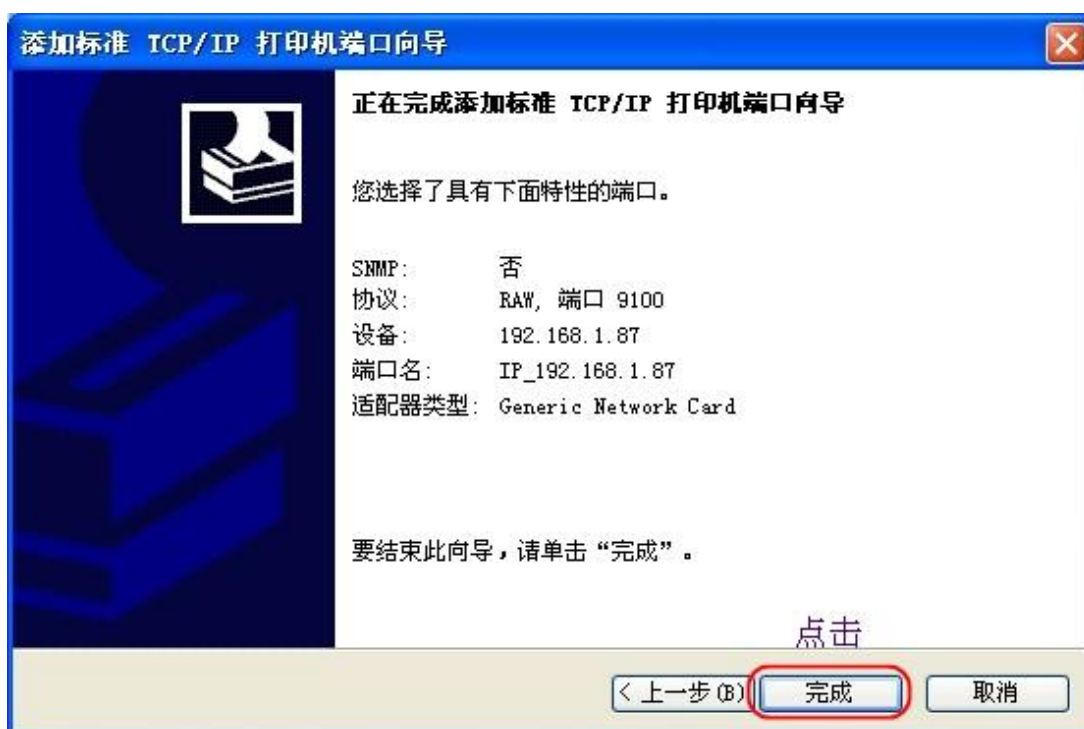 添加标准 TCP/IP 打印机端口向导
正在完成添加标准 TCP/IP 打印机端口向导
您选择了具有下面特性的端口。
SNMP: 否
协议: RAW, 端口 9100
设备: 192.168.1.87
端口名: IP_192.168.1.87
适配器类型: Generic Network Card
要结束此向导,请单击“完成”。
点击
< 上一步(B) 完成 取消